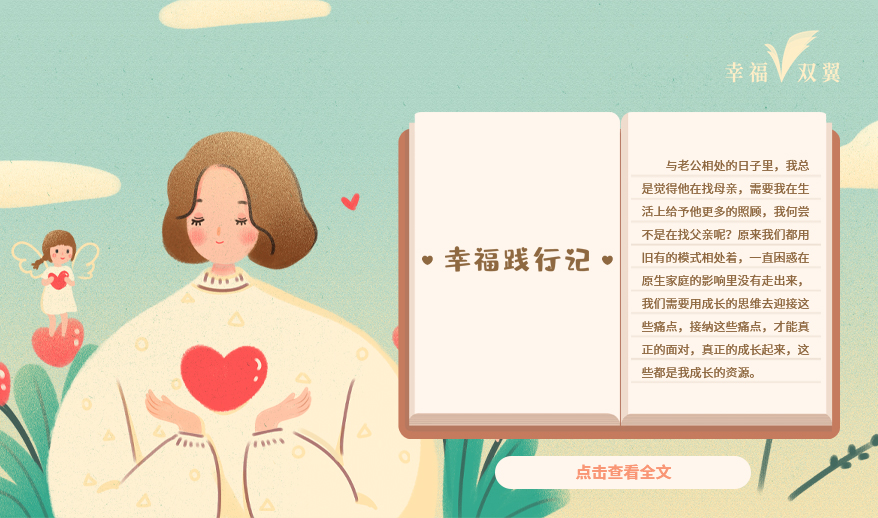 幸福双翼
幸福践行记
与老公相处的日子里，我总
是觉得他在找母亲，需要我在生
活上给予他更多的照顾，我何尝
不是在找父亲呢？原来我们都用
旧有的模式相处着，一直困惑在
原生家庭的影响里没有走出来，
我们需要用成长的思维去迎接这
些痛点，接纳这些痛点，才能真
正的面对，真正的成长起来，这
些都是我成长的资源。
点击查看全文